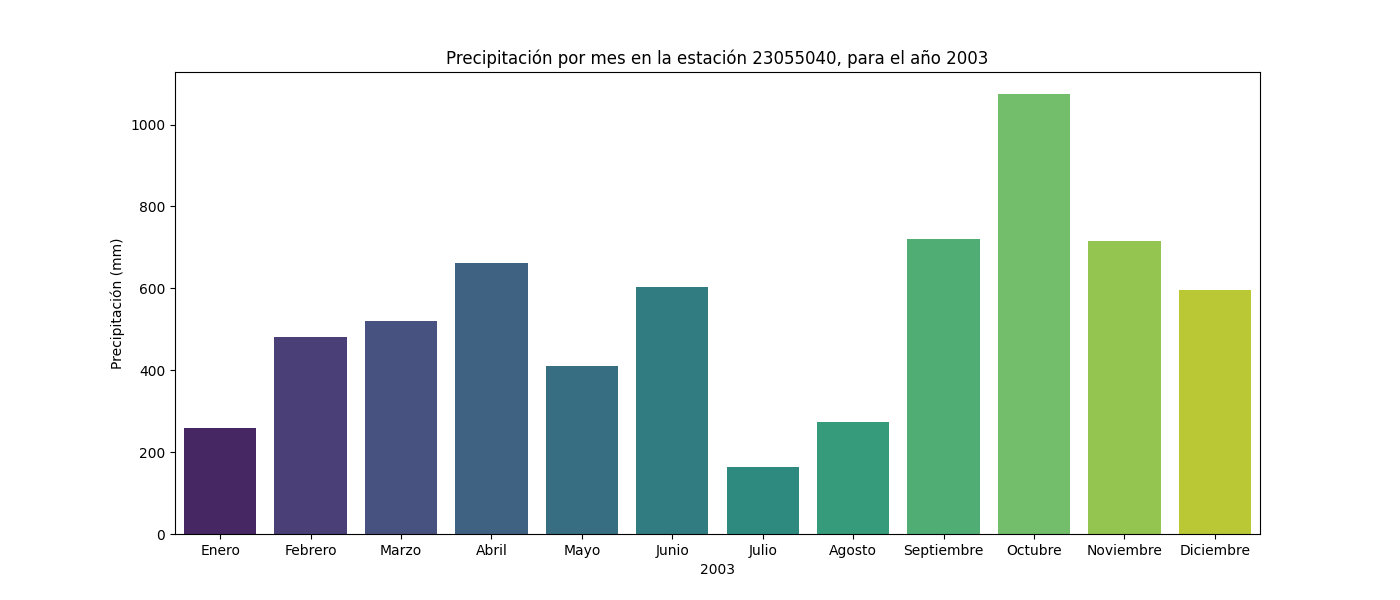 Precipitación por mes en la estación 23055040, para el año 2003
Precipitación (mm)
1000
800
600
400
200
0
Enero Febrero Marzo Abril Mayo Junio Julio Agosto Septiembre Octubre Noviembre Diciembre
2003